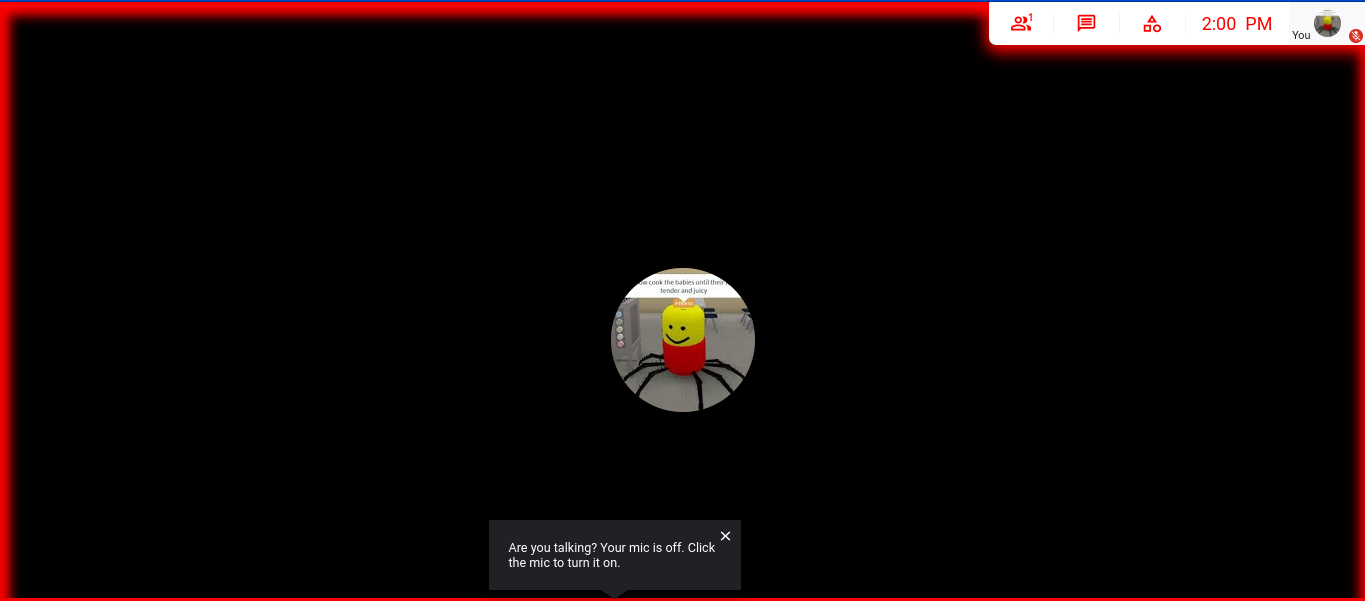 1
2:00 PM
You
ow cook the babies until their
tender and juicy
Are you talking? Your mic is off. Click
the mic to turn it on.